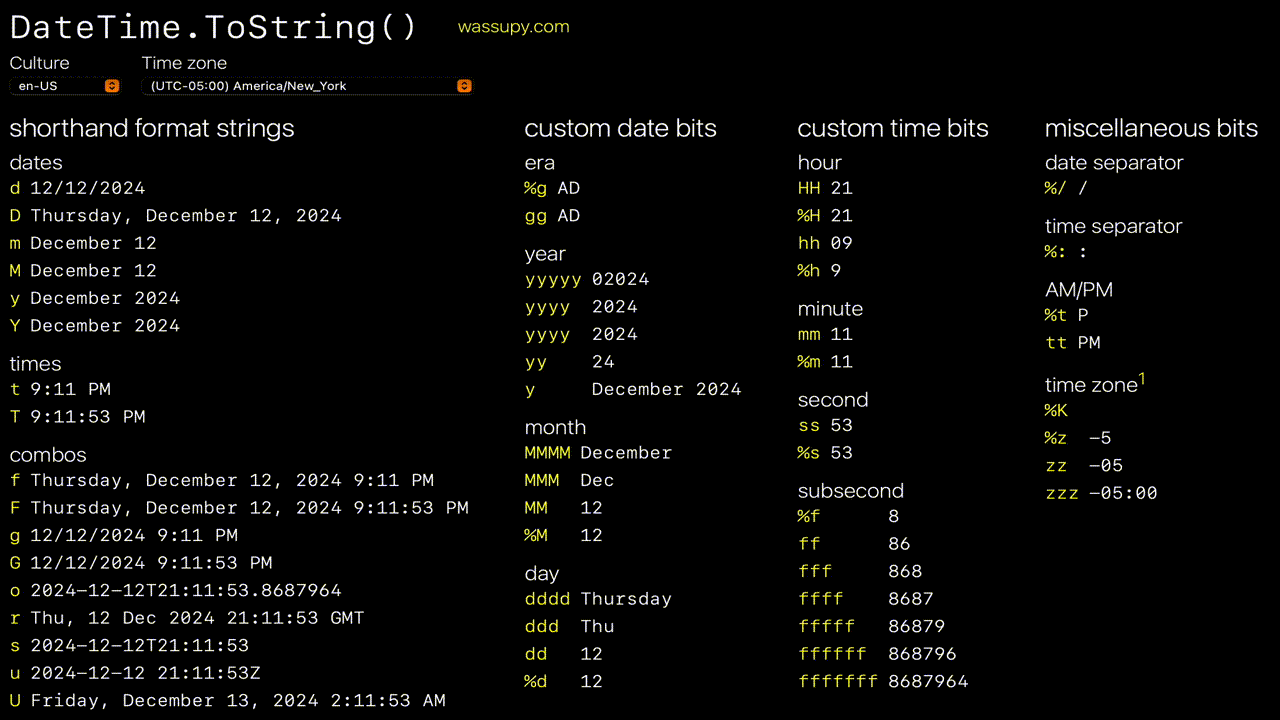 DateTime.ToString() wassupy.com
Culture Time zone
en-US (UTC-05:00) America/New_York
shorthand format strings
dates
d 12/12/2024
D Thursday, December 12, 2024
m December 12
M December 12
y December 2024
Y December 2024
times
t 9:11 PM
T 9:11:53 PM
combos
f Thursday, December 12, 2024 9:11 PM
F Thursday, December 12, 2024 9:11:53 PM
g 12/12/2024 9:11 PM
G 12/12/2024 9:11:53 PM
o 2024-12-12T21:11:53.8687964
r Thu, 12 Dec 2024 21:11:53 GMT
s 2024-12-12T21:11:53
u 2024-12-12 21:11:53Z
U Friday, December 13, 2024 2:11:53 AM
custom date bits
era
%g AD
gg AD
year
yyyyy 02024
yyyy 2024
yyyy 2024
yy 24
y December 2024
month
MMMM December
MMM Dec
MM 12
%M 12
day
dddd Thursday
ddd Thu
dd 12
%d 12
custom time bits
hour
HH 21
%H 21
hh 09
%h 9
minute
mm 11
%m 11
second
ss 53
%s 53
subsecond
%f 8
ff 86
fff 868
ffff 8687
fffff 86879
ffffff 868796
fffffff 8687964
miscellaneous bits
date separator
%/ /
time separator
%: :
AM/PM
%t P
tt PM
time zone1
%K
%z -5
zz -05
zzz -05:00